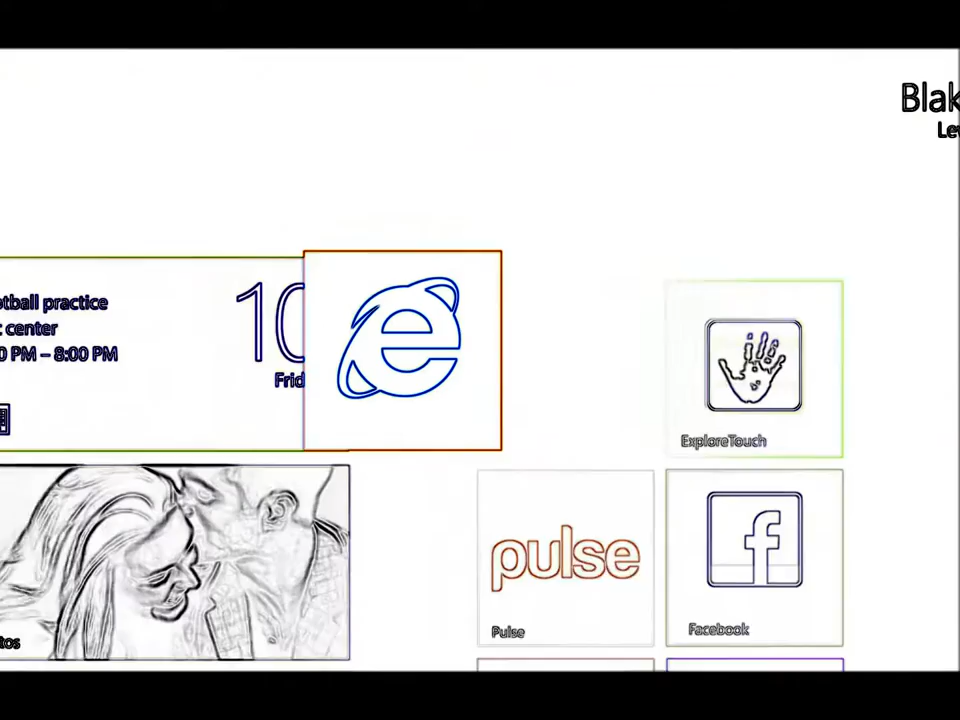 Blak
Lev
otball practice
center
0 PM – 8:00 PM
10
Frid
e
ExploreTouch
pulse
Pulse
f
Facebook
tos